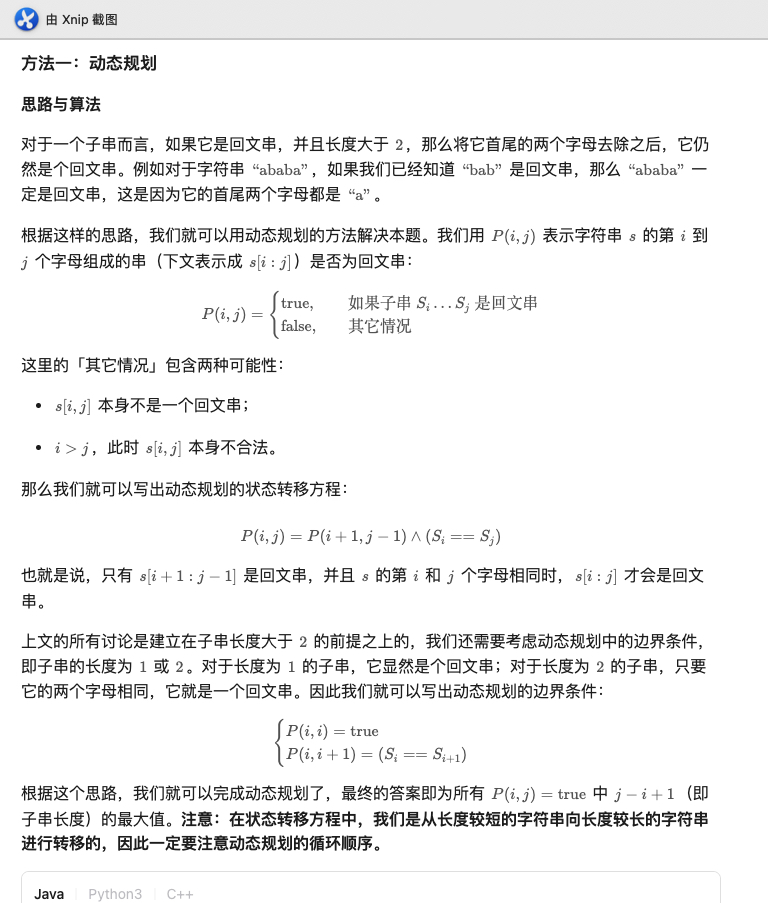 由 Xnip 截图
方法一：动态规划
思路与算法
对于一个子串而言，如果它是回文串，并且长度大于 2，那么将它首尾的两个字母去除之后，它仍
然是个回文串。例如对于字符串 “ababa”，如果我们已经知道 “bab” 是回文串，那么 “ababa” 一
定是回文串，这是因为它的首尾两个字母都是 “a”。
根据这样的思路，我们就可以用动态规划的方法解决本题。我们用 P(i,j) 表示字符串 s 的第 i 到
j 个字母组成的串（下文表示成 s[i : j]）是否为回文串：
P(i,j) = { true, 如果子串 S_i … S_j 是回文串
false, 其它情况
这里的「其它情况」包含两种可能性：
• s[i,j] 本身不是一个回文串；
• i > j，此时 s[i,j] 本身不合法。
那么我们就可以写出动态规划的状态转移方程：
P(i,j) = P(i+1,j−1) ∧ (S_i == S_j)
也就是说，只有 s[i+1 : j−1] 是回文串，并且 s 的第 i 和 j 个字母相同时，s[i : j] 才会是回文
串。
上文的所有讨论是建立在子串长度大于 2 的前提之上的，我们还需要考虑动态规划中的边界条件，
即子串的长度为 1 或 2。对于长度为 1 的子串，它显然是个回文串；对于长度为 2 的子串，只要
它的两个字母相同，它就是一个回文串。因此我们就可以写出动态规划的边界条件：
{ P(i,i) = true
P(i,i+1) = (S_i == S_{i+1})
根据这个思路，我们就可以完成动态规划了，最终的答案即为所有 P(i,j) = true 中 j−i+1（即
子串长度）的最大值。注意：在状态转移方程中，我们是从长度较短的字符串向长度较长的字符串
进行转移的，因此一定要注意动态规划的循环顺序。
Java Python3 C++